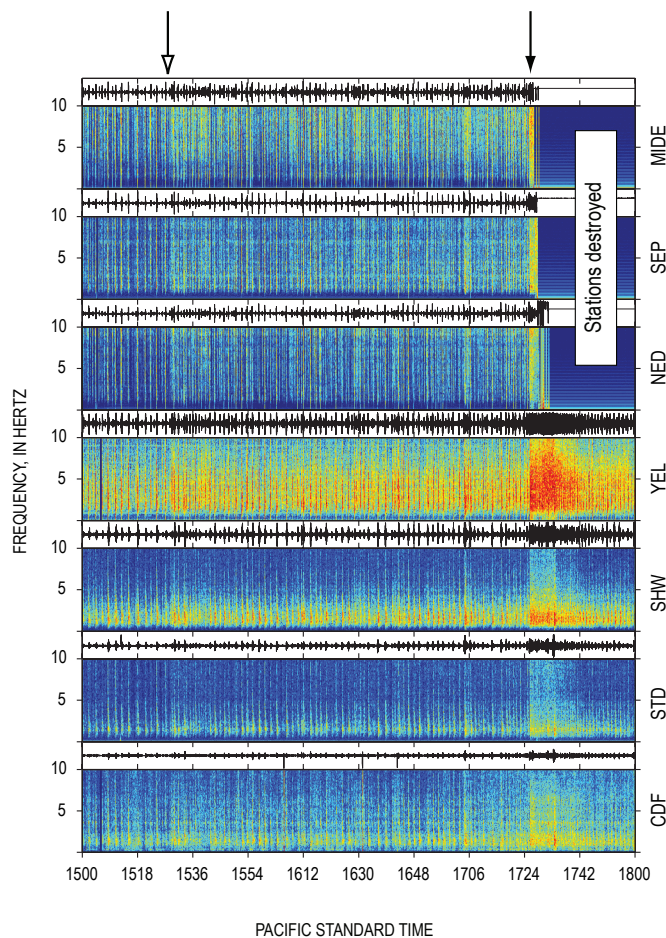 10
5
MIDE
10
5
SEP
Stations destroyed
10
5
NED
FREQUENCY, IN HERTZ
10
5
YEL
10
5
SHW
10
5
STD
10
5
CDF
1500 1518 1536 1554 1612 1630 1648 1706 1724 1742 1800
PACIFIC STANDARD TIME